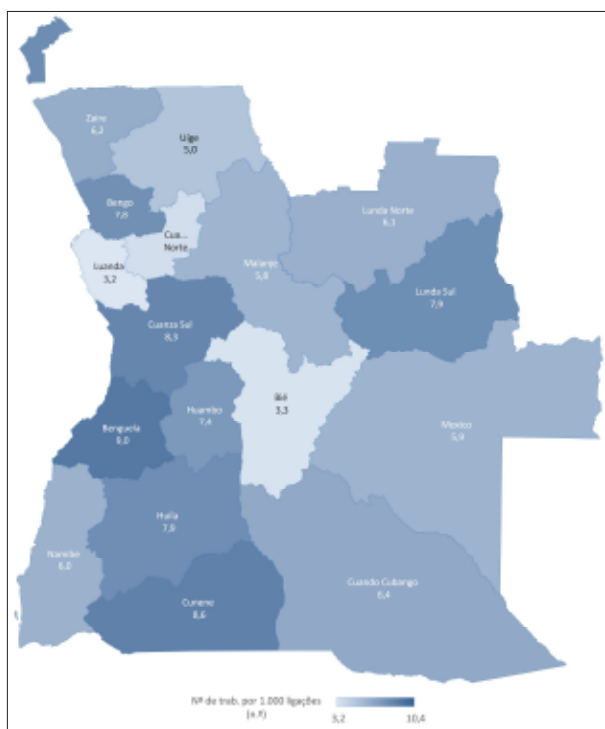 Zaire
6,2
Uíge
5,0
Bengo
7,8
Cua...
Norte
Lunda Norte
6,1
Luanda
3,2
Malanje
5,8
Lunda Sul
7,9
Cuanza Sul
8,3
Bié
3,3
Huambo
7,4
Benguela
9,0
Mexico
5,9
Huíla
7,9
Namibe
6,0
Cuando Cubango
6,4
Cunene
8,6
Nº de trab. por 1.000 ligações
3,2
10,4